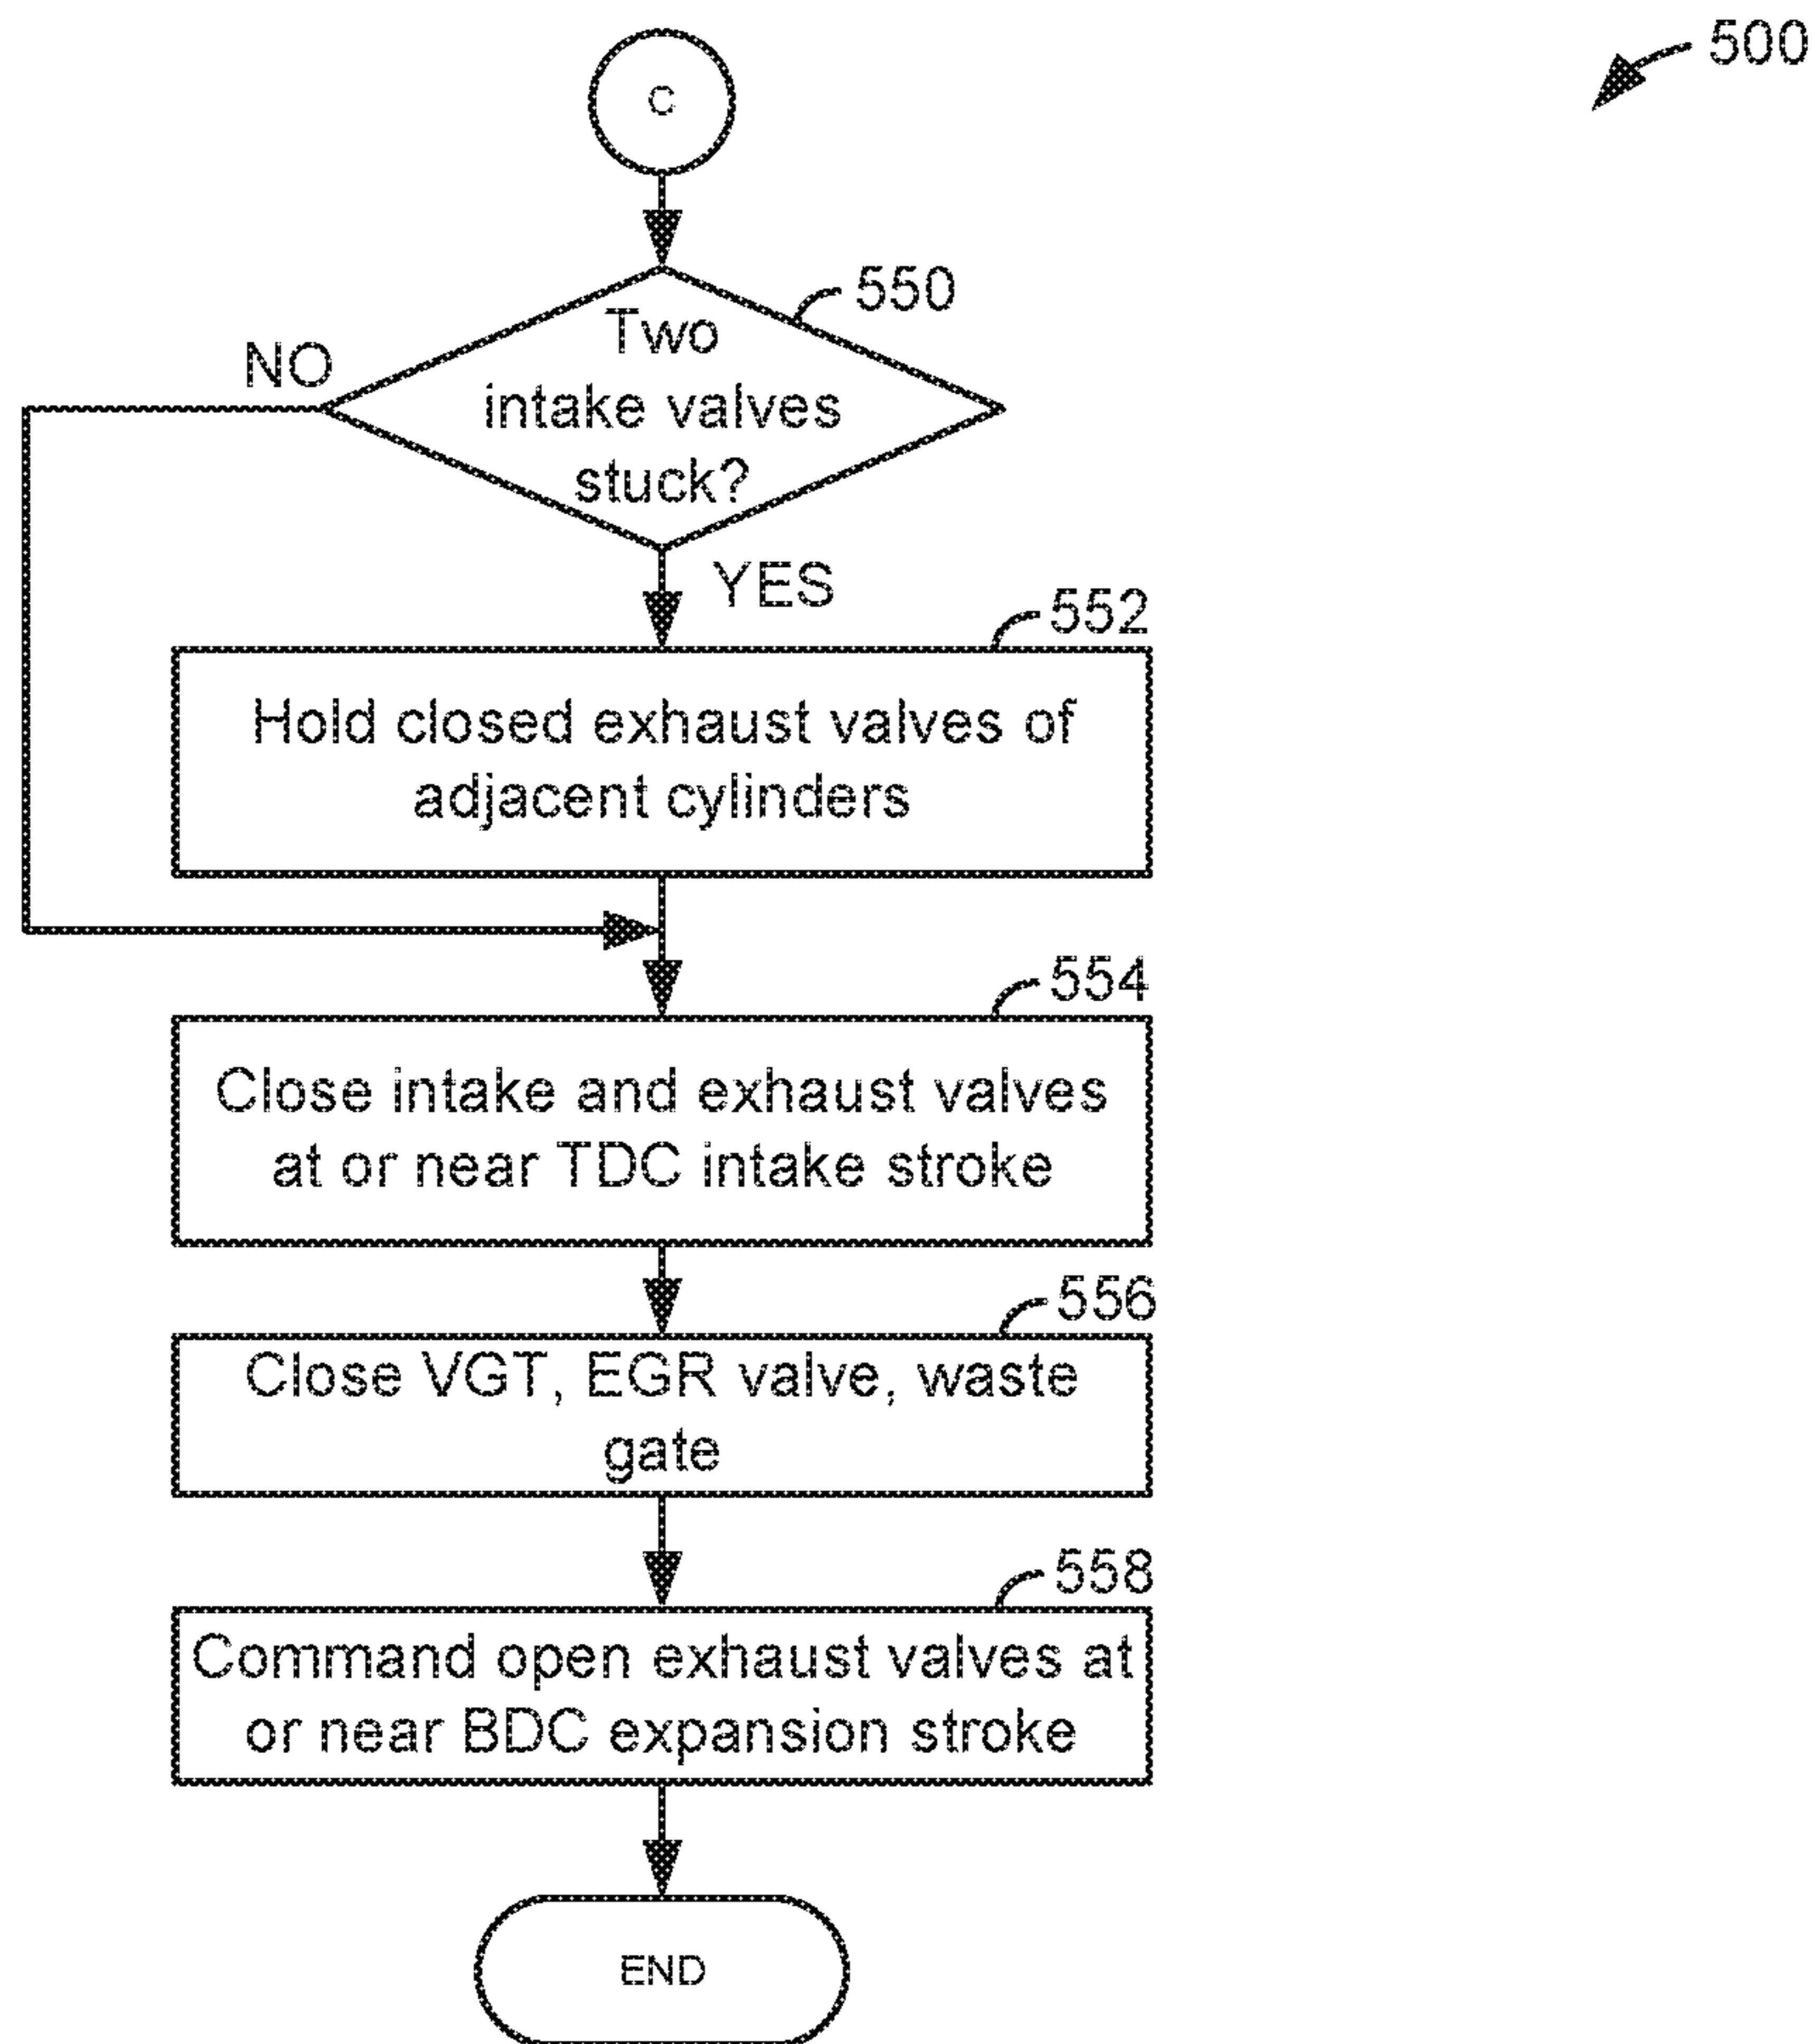 500
C
550
Two
intake valves
stuck?
NO
YES
552
Hold closed exhaust valves of
adjacent cylinders
554
Close intake and exhaust valves
at or near TDC intake stroke
556
Close VGT, EGR valve, waste
gate
558
Command open exhaust valves at
or near BDC expansion stroke
END